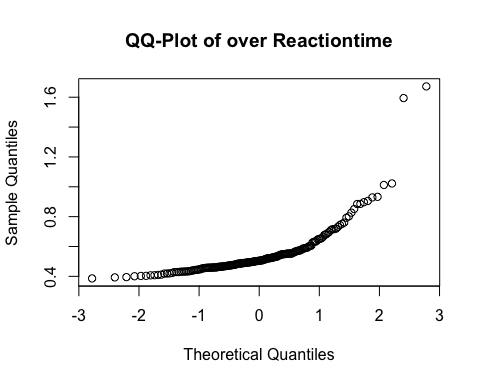 QQ-Plot of over Reactiontime
Sample Quantiles
1.6
1.2
0.8
0.4
-3 -2 -1 0 1 2 3
Theoretical Quantiles